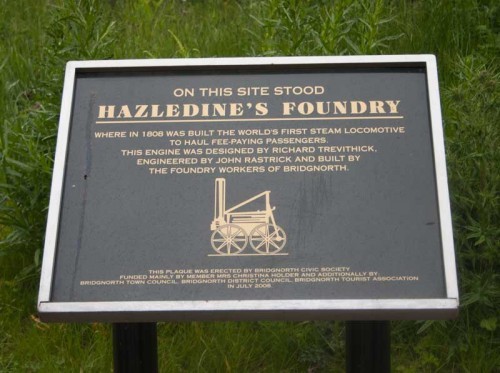 ON THIS SITE STOOD
HAZLEDINE'S FOUNDRY
WHERE IN 1808 WAS BUILT THE WORLD'S FIRST STEAM LOCOMOTIVE
TO HAUL FEE-PAYING PASSENGERS.
THIS ENGINE WAS DESIGNED BY RICHARD TREVITHICK,
ENGINEERED BY JOHN RASTRICK AND BUILT BY
THE FOUNDRY WORKERS OF BRIDGNORTH.
THIS PLAQUE WAS ERECTED BY BRIDGNORTH CIVIC SOCIETY
FUNDED MAINLY BY MEMBER MRS CHRISTINA HOLDER AND ADDITIONALLY BY
BRIDGNORTH TOWN COUNCIL, BRIDGNORTH DISTRICT COUNCIL, BRIDGNORTH TOURIST ASSOCIATION
IN JULY 2008.